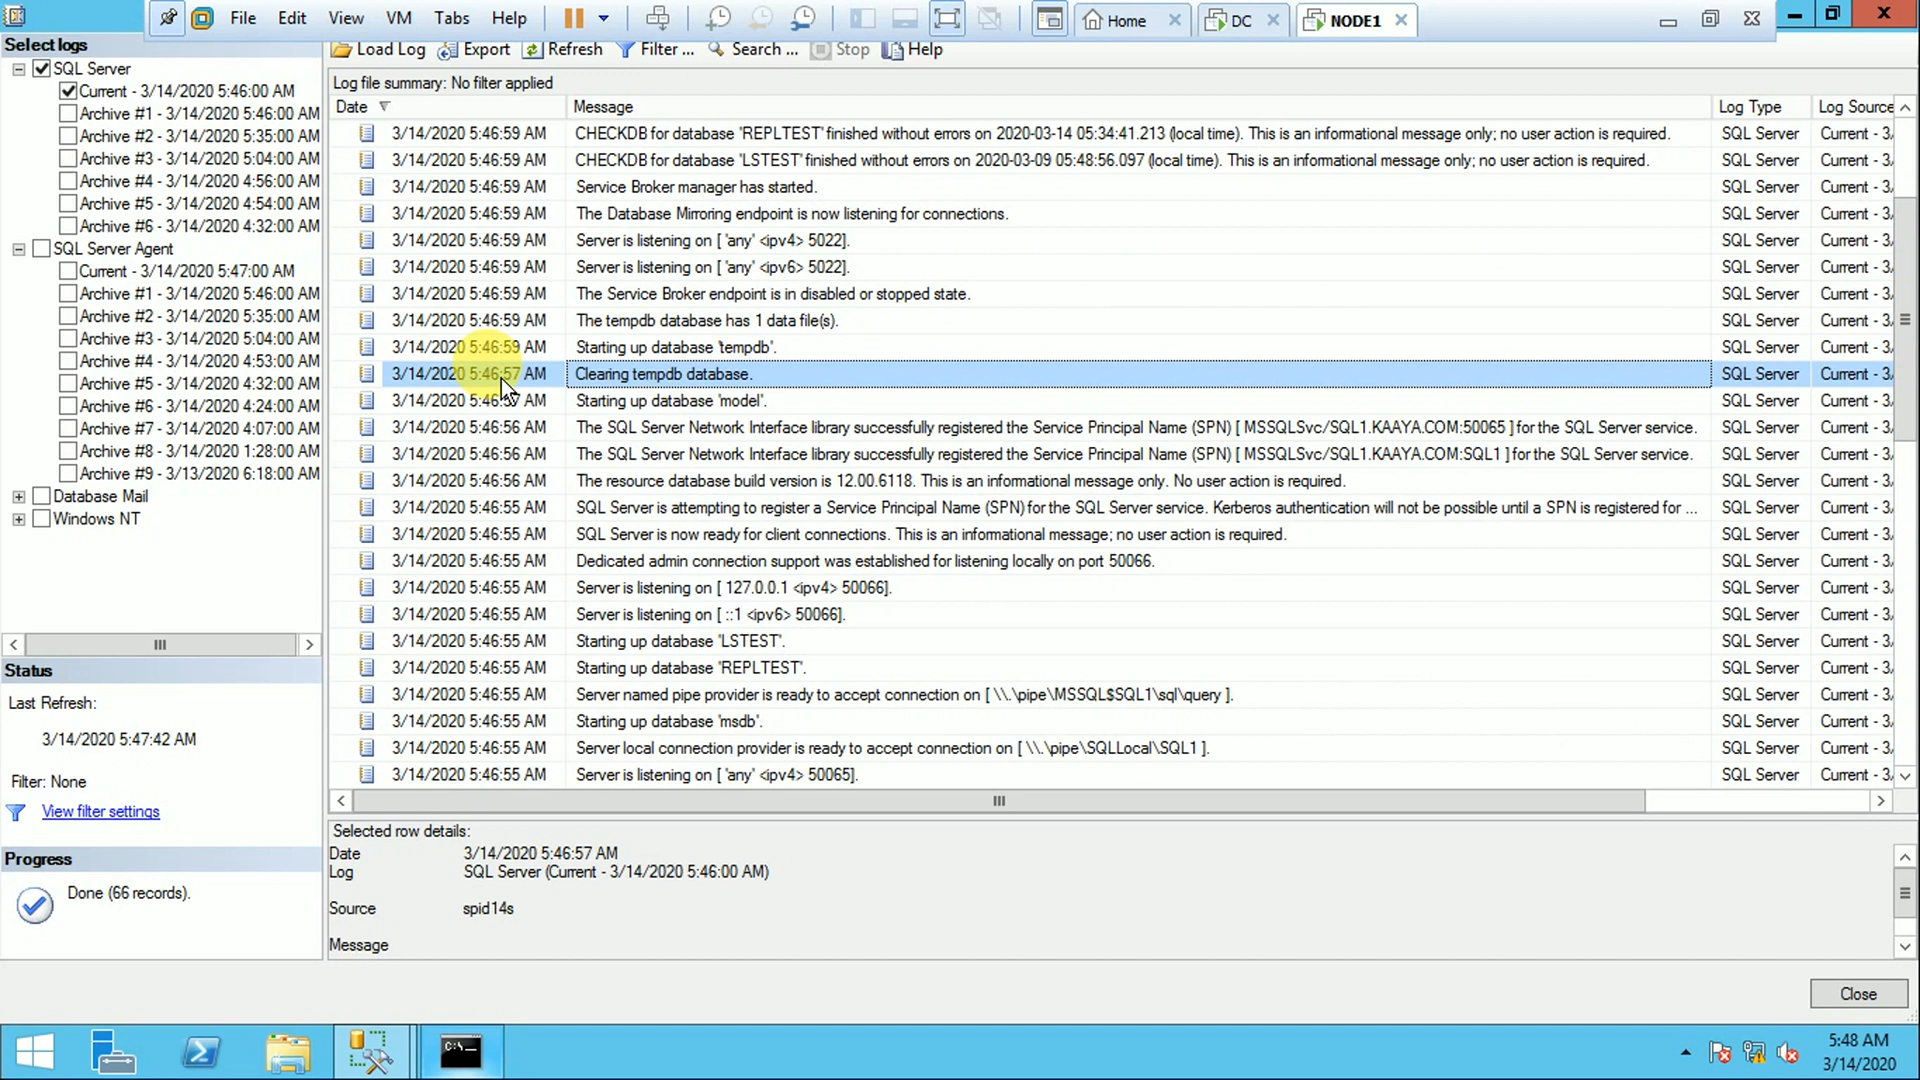 File Edit View VM Tabs Help Home DC NODE1
Select logs
SQL Server
Current - 3/14/2020 5:46:00 AM
Archive #1 - 3/14/2020 5:46:00 AM
Archive #2 - 3/14/2020 5:35:00 AM
Archive #3 - 3/14/2020 5:04:00 AM
Archive #4 - 3/14/2020 4:56:00 AM
Archive #5 - 3/14/2020 4:54:00 AM
Archive #6 - 3/14/2020 4:32:00 AM
SQL Server Agent
Current - 3/14/2020 5:47:00 AM
Archive #1 - 3/14/2020 5:46:00 AM
Archive #2 - 3/14/2020 5:35:00 AM
Archive #3 - 3/14/2020 5:04:00 AM
Archive #4 - 3/14/2020 4:53:00 AM
Archive #5 - 3/14/2020 4:32:00 AM
Archive #6 - 3/14/2020 4:24:00 AM
Archive #7 - 3/14/2020 4:07:00 AM
Archive #8 - 3/14/2020 1:28:00 AM
Archive #9 - 3/13/2020 6:18:00 AM
Database Mail
Windows NT
Status
Last Refresh:
3/14/2020 5:47:42 AM
Filter: None
View filter settings
Progress
Done (66 records).
Load Log Export Refresh Filter ... Search ... Stop Help
Log file summary: No filter applied
Date Message Log Type Log Source
3/14/2020 5:46:59 AM CHECKDB for database 'REPLTEST' finished without errors on 2020-03-14 05:34:41.213 (local time). This is an informational message only; no user action is required. SQL Server Current - 3/
3/14/2020 5:46:59 AM CHECKDB for database 'LSTEST' finished without errors on 2020-03-09 05:48:56.097 (local time). This is an informational message only; no user action is required. SQL Server Current - 3/
3/14/2020 5:46:59 AM Service Broker manager has started. SQL Server Current - 3/
3/14/2020 5:46:59 AM The Database Mirroring endpoint is now listening for connections. SQL Server Current - 3/
3/14/2020 5:46:59 AM Server is listening on [ 'any' <ipv4> 5022]. SQL Server Current - 3/
3/14/2020 5:46:59 AM Server is listening on [ 'any' <ipv6> 5022]. SQL Server Current - 3/
3/14/2020 5:46:59 AM The Service Broker endpoint is in disabled or stopped state. SQL Server Current - 3/
3/14/2020 5:46:59 AM The tempdb database has 1 data file(s). SQL Server Current - 3/
3/14/2020 5:46:59 AM Starting up database 'tempdb'. SQL Server Current - 3/
3/14/2020 5:46:57 AM Clearing tempdb database. SQL Server Current - 3/
3/14/2020 5:46:57 AM Starting up database 'model'. SQL Server Current - 3/
3/14/2020 5:46:56 AM The SQL Server Network Interface library successfully registered the Service Principal Name (SPN) [ MSSQLSvc/SQL1.KAAYA.COM:50065 ] for the SQL Server service. SQL Server Current - 3/
3/14/2020 5:46:56 AM The SQL Server Network Interface library successfully registered the Service Principal Name (SPN) [ MSSQLSvc/SQL1.KAAYA.COM:SQL1 ] for the SQL Server service. SQL Server Current - 3/
3/14/2020 5:46:56 AM The resource database build version is 12.00.6118. This is an informational message only. No user action is required. SQL Server Current - 3/
3/14/2020 5:46:56 AM SQL Server is attempting to register a Service Principal Name (SPN) for the SQL Server service. Kerberos authentication will not be possible until a SPN is registered for ... SQL Server Current - 3/
3/14/2020 5:46:55 AM SQL Server is now ready for client connections. This is an informational message; no user action is required. SQL Server Current - 3/
3/14/2020 5:46:55 AM Dedicated admin connection support was established for listening locally on port 50066. SQL Server Current - 3/
3/14/2020 5:46:55 AM Server is listening on [ 127.0.0.1 <ipv4> 50066]. SQL Server Current - 3/
3/14/2020 5:46:55 AM Server is listening on [ ::1 <ipv6> 50066]. SQL Server Current - 3/
3/14/2020 5:46:55 AM Starting up database 'LSTEST'. SQL Server Current - 3/
3/14/2020 5:46:55 AM Starting up database 'REPLTEST'. SQL Server Current - 3/
3/14/2020 5:46:55 AM Server named pipe provider is ready to accept connection on [ \\.\pipe\MSSQL$SQL1\sql\query ]. SQL Server Current - 3/
3/14/2020 5:46:55 AM Starting up database 'msdb'. SQL Server Current - 3/
3/14/2020 5:46:55 AM Server local connection provider is ready to accept connection on [ \\.\pipe\SQLLocal\SQL1 ]. SQL Server Current - 3/
3/14/2020 5:46:55 AM Server is listening on [ 'any' <ipv4> 50065]. SQL Server Current - 3/
Selected row details:
Date 3/14/2020 5:46:57 AM
Log SQL Server (Current - 3/14/2020 5:46:00 AM)
Source spid14s
Message
Close
5:48 AM
3/14/2020